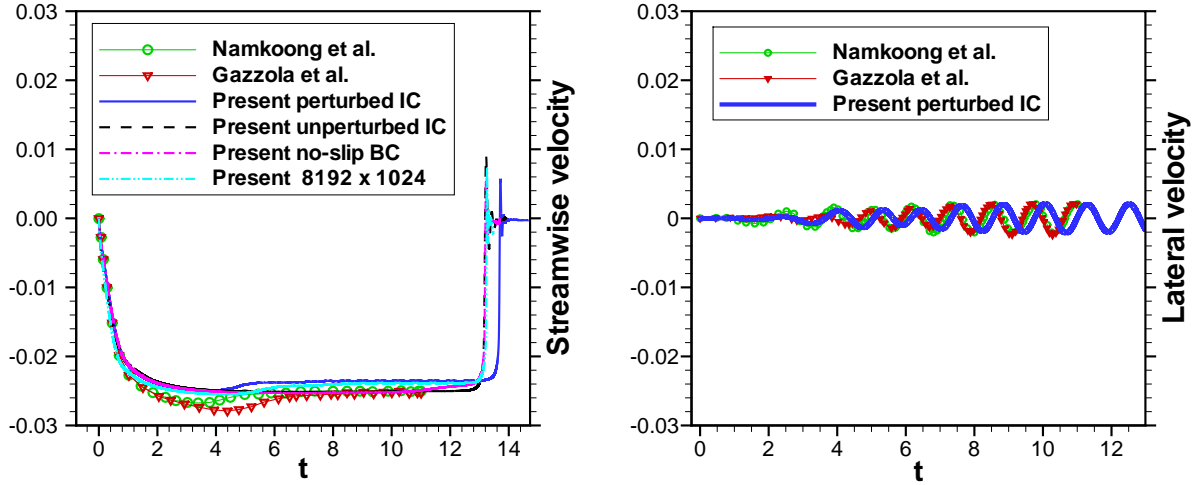 0.03
0.02
0.01
0.00
-0.01
-0.02
-0.03
Namkoong et al.
Gazzola et al.
Present perturbed IC
Present unperturbed IC
Present no-slip BC
Present 8192 x 1024
0 2 4 6 8 10 12 14
t
Streamwise velocity
0.03
0.02
0.01
0.00
-0.01
-0.02
-0.03
Namkoong et al.
Gazzola et al.
Present perturbed IC
0 2 4 6 8 10 12
t
Lateral velocity